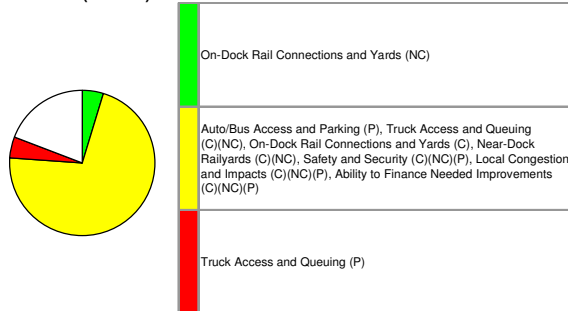 On-Dock Rail Connections and Yards (NC)
Auto/Bus Access and Parking (P), Truck Access and Queuing
(C)(NC), On-Dock Rail Connections and Yards (C), Near-Dock
Railyards (C)(NC), Safety and Security (C)(NC)(P), Local Congestion
and Impacts (C)(NC)(P), Ability to Finance Needed Improvements
(C)(NC)(P)
Truck Access and Queuing (P)